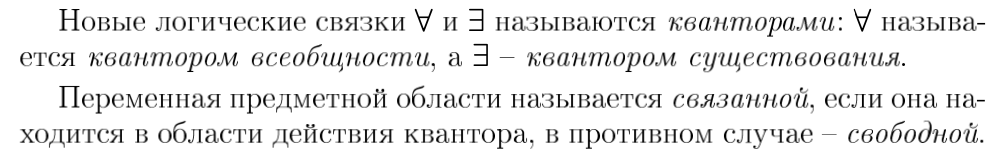 Новые логические связки ∀ и ∃ называются кванторами: ∀ называ-
ется квантором всеобщности, а ∃ – квантором существования.
Переменная предметной области называется связанной, если она на-
ходится в области действия квантора, в противном случае – свободной.